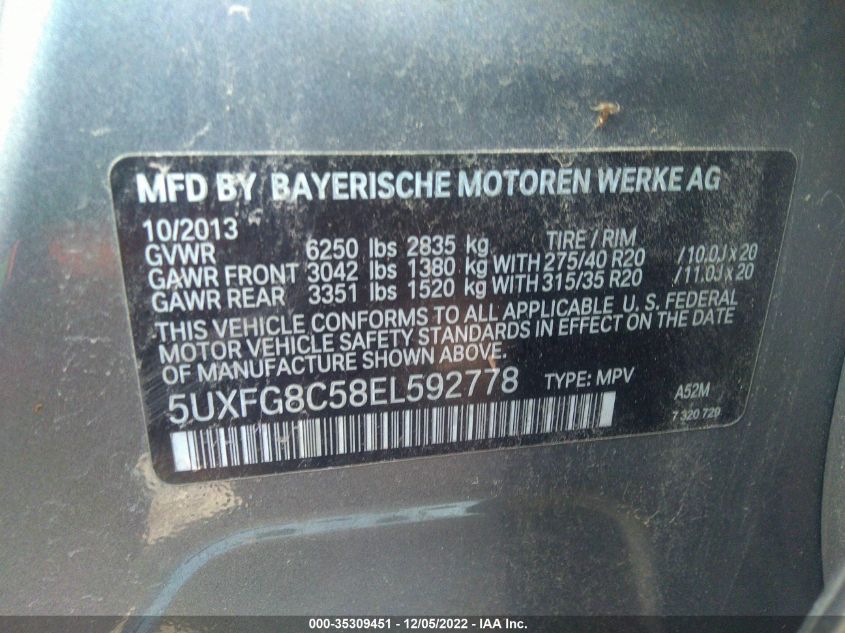 MFD BY BAYERISCHE MOTOREN WERKE AG
10/2013 TIRE / RIM
GVWR 6250 lbs 2835 kg
GAWR FRONT 3042 lbs 1380 kg WITH 275/40 R20 / 10.0J x 20
GAWR REAR 3351 lbs 1520 kg WITH 315/35 R20 / 11.0J x 20
THIS VEHICLE CONFORMS TO ALL APPLICABLE U. S. FEDERAL
MOTOR VEHICLE SAFETY STANDARDS IN EFFECT ON THE DATE
OF MANUFACTURE SHOWN ABOVE.
5UXFG8C58EL592778 TYPE: MPV A52M
7 320 729
000-35309451 - 12/05/2022 - IAA Inc.